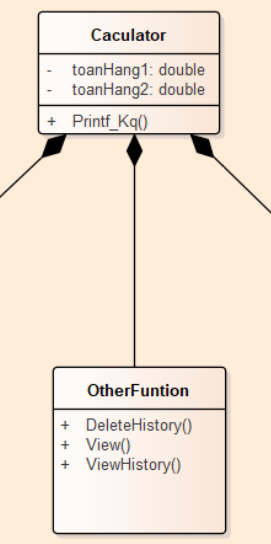 Caculator
- toanHang1: double
- toanHang2: double
+ Printf_Kq()
OtherFuntion
+ DeleteHistory()
+ View()
+ ViewHistory()